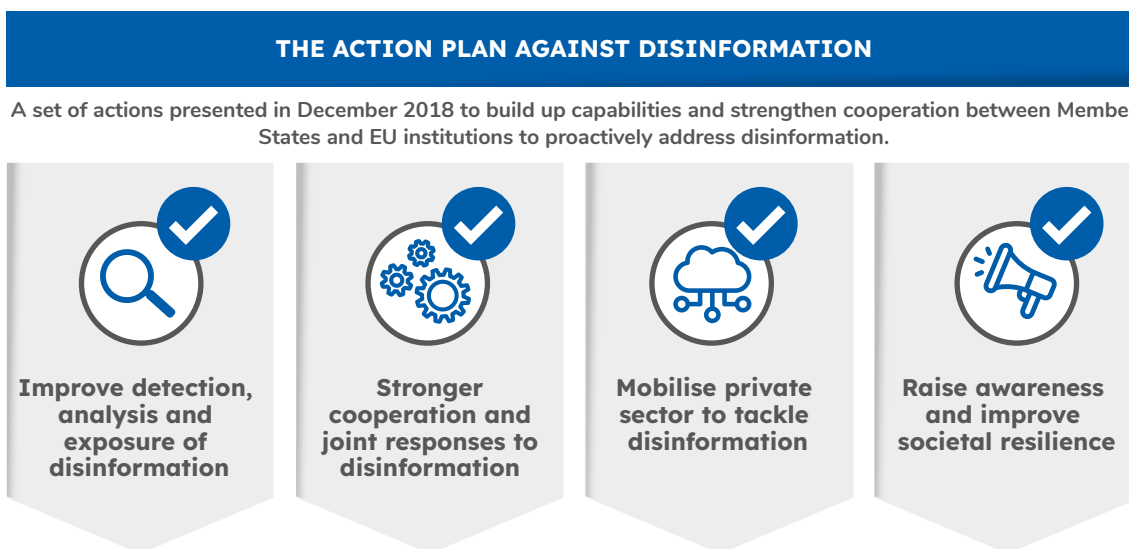 THE ACTION PLAN AGAINST DISINFORMATION
A set of actions presented in December 2018 to build up capabilities and strengthen cooperation between Membe
States and EU institutions to proactively address disinformation.
Improve detection,
analysis and
exposure of
disinformation
Stronger
cooperation and
joint responses to
disinformation
Mobilise private
sector to tackle
disinformation
Raise awareness
and improve
societal resilience